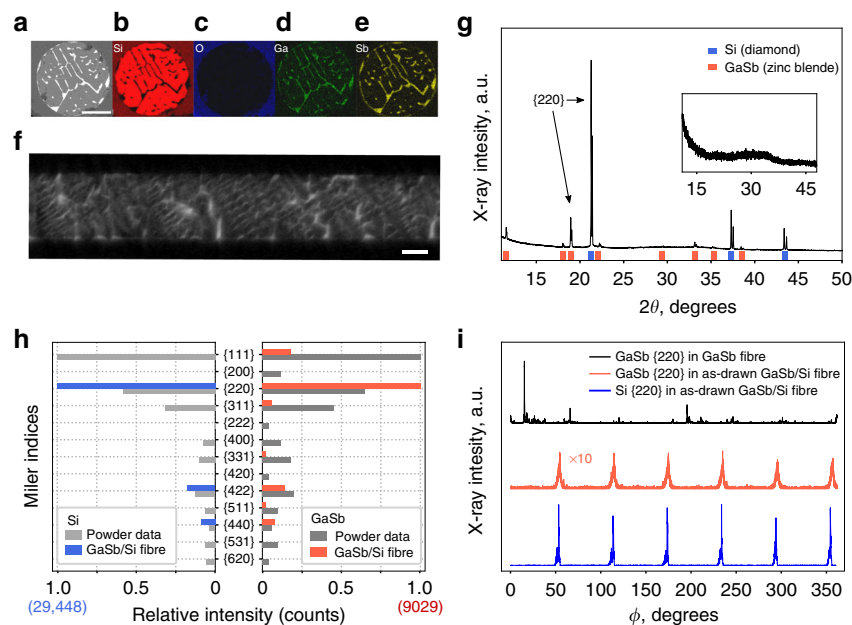 a b c d e
Si O Ga Sb
f
g
X-ray intesity, a.u.
Si (diamond)
GaSb (zinc blende)
{220}
15 30 45
15 20 25 30 35 40 45 50
2θ, degrees
h
Miler indices
{111}
{200}
{220}
{311}
{222}
{400}
{331}
{420}
{422}
{511}
{440}
{531}
{620}
Si
Powder data
GaSb/Si fibre
GaSb
Powder data
GaSb/Si fibre
1.0 0.5 0 0 0.5 1.0
(29,448) Relative intensity (counts) (9029)
i
X-ray intesity, a.u.
GaSb {220} in GaSb fibre
GaSb {220} in as-drawn GaSb/Si fibre
Si {220} in as-drawn GaSb/Si fibre
×10
0 50 100 150 200 250 300 350
ϕ, degrees